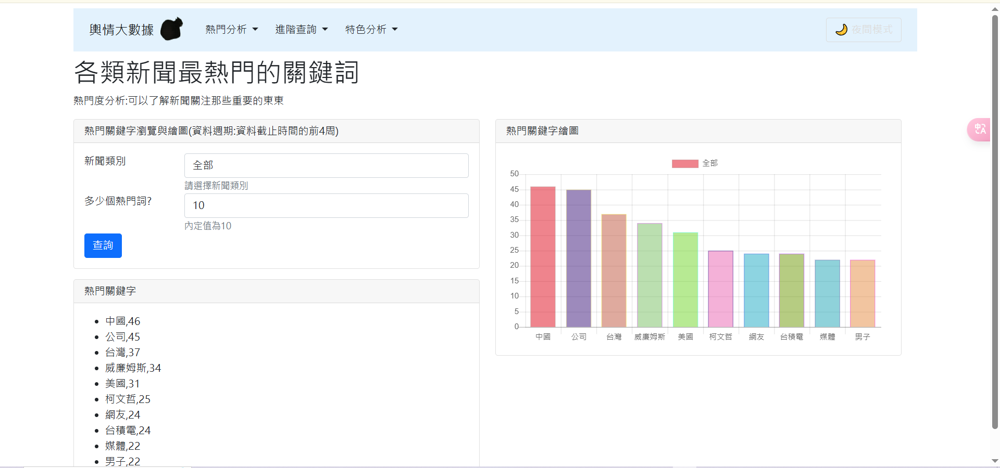 輿情大數據
熱門分析
進階查詢
特色分析
夜間模式
各類新聞最熱門的關鍵詞
熱門度分析:可以了解新聞關注那些重要的東東
熱門關鍵字瀏覽與繪圖(資料週期:資料截止時間的前4周)
新聞類別
全部
請選擇新聞類別
多少個熱門詞?
10
內定值為10
查詢
熱門關鍵字
中國,46
公司,45
台灣,37
威廉姆斯,34
美國,31
柯文哲,25
網友,24
台積電,24
媒體,22
男子,22
熱門關鍵字繪圖
全部
50
45
40
35
30
25
20
15
10
5
0
中國 公司 台灣 威廉姆斯 美國 柯文哲 網友 台積電 媒體 男子
中A